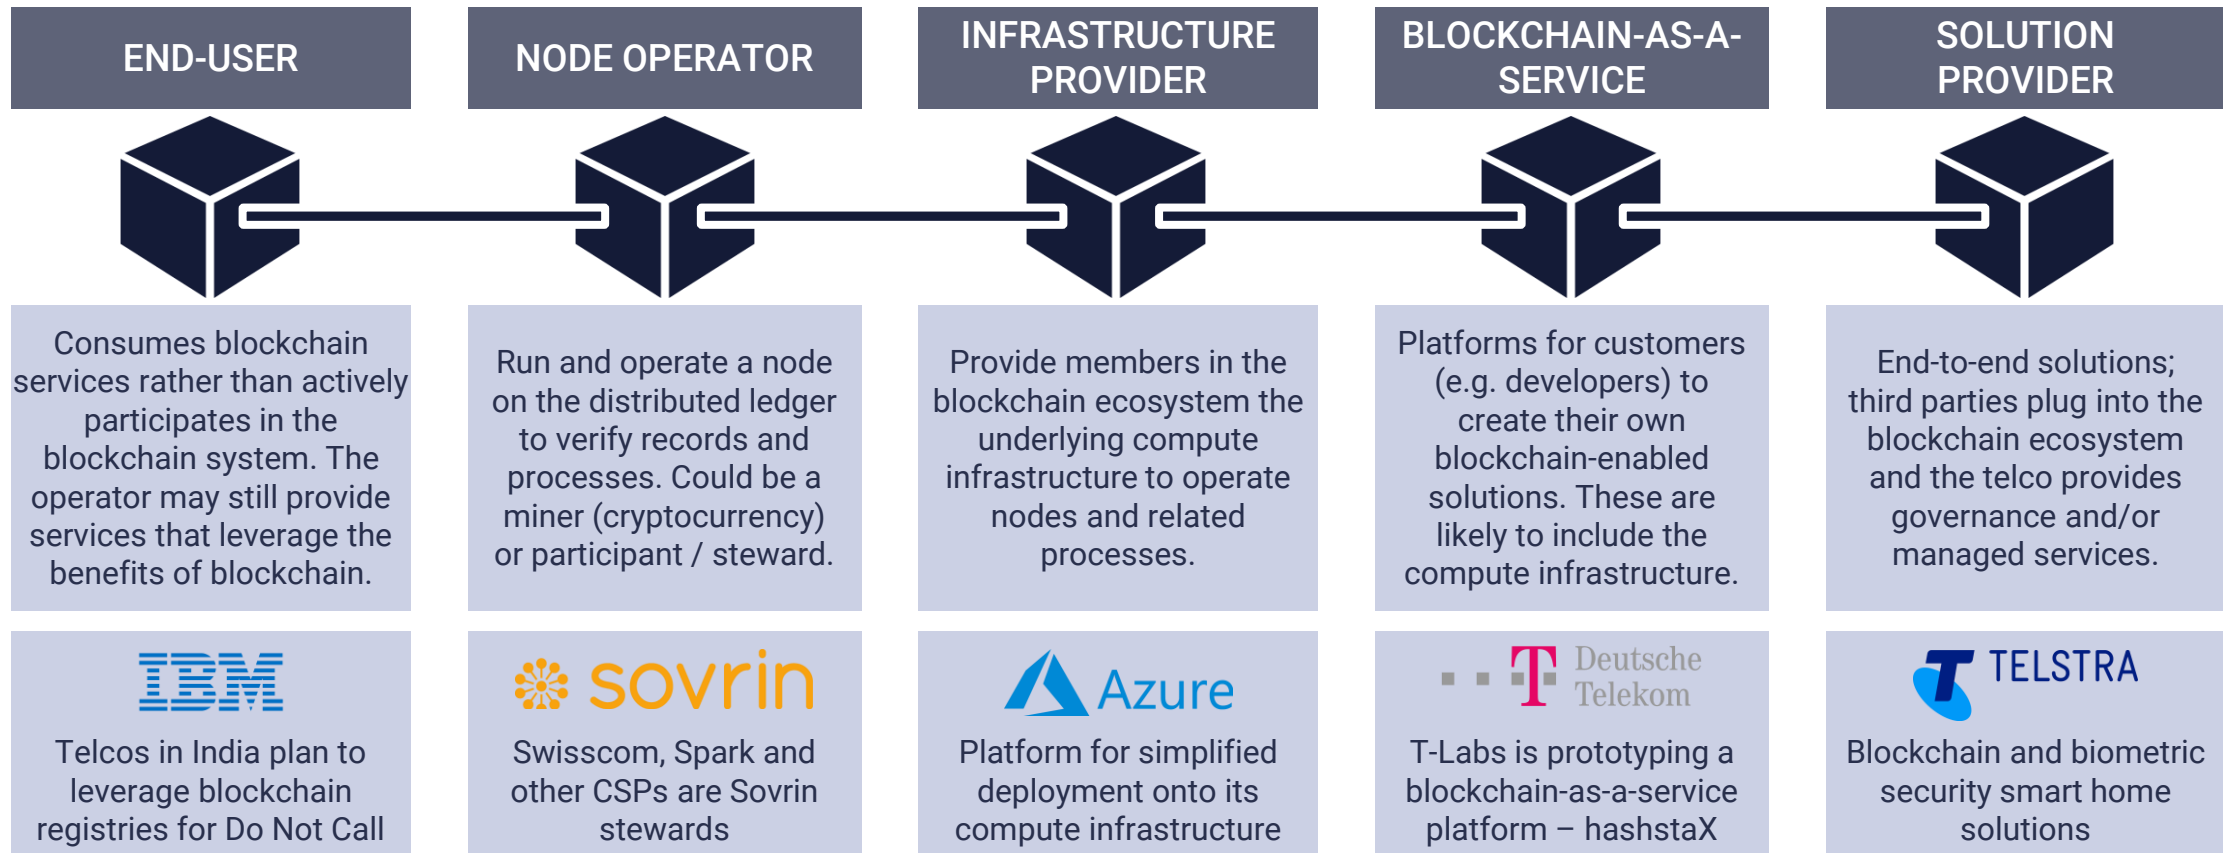 END-USER
Consumes blockchain
services rather than actively
participates in the
blockchain system. The
operator may still provide
services that leverage the
benefits of blockchain.
IBM
Telcos in India plan to
leverage blockchain
registries for Do Not Call
NODE OPERATOR
Run and operate a node
on the distributed ledger
to verify records and
processes. Could be a
miner (cryptocurrency)
or participant / steward.
sovrin
Swisscom, Spark and
other CSPs are Sovrin
stewards
INFRASTRUCTURE
PROVIDER
Provide members in the
blockchain ecosystem the
underlying compute
infrastructure to operate
nodes and related
processes.
Azure
Platform for simplified
deployment onto its
compute infrastructure
BLOCKCHAIN-AS-A-
SERVICE
Platforms for customers
(e.g. developers) to
create their own
blockchain-enabled
solutions. These are
likely to include the
compute infrastructure.
T
Deutsche
Telekom
T-Labs is prototyping a
blockchain-as-a-service
platform – hashstaX
SOLUTION
PROVIDER
End-to-end solutions;
third parties plug into the
blockchain ecosystem
and the telco provides
governance and/or
managed services.
T TELSTRA
Blockchain and biometric
security smart home
solutions